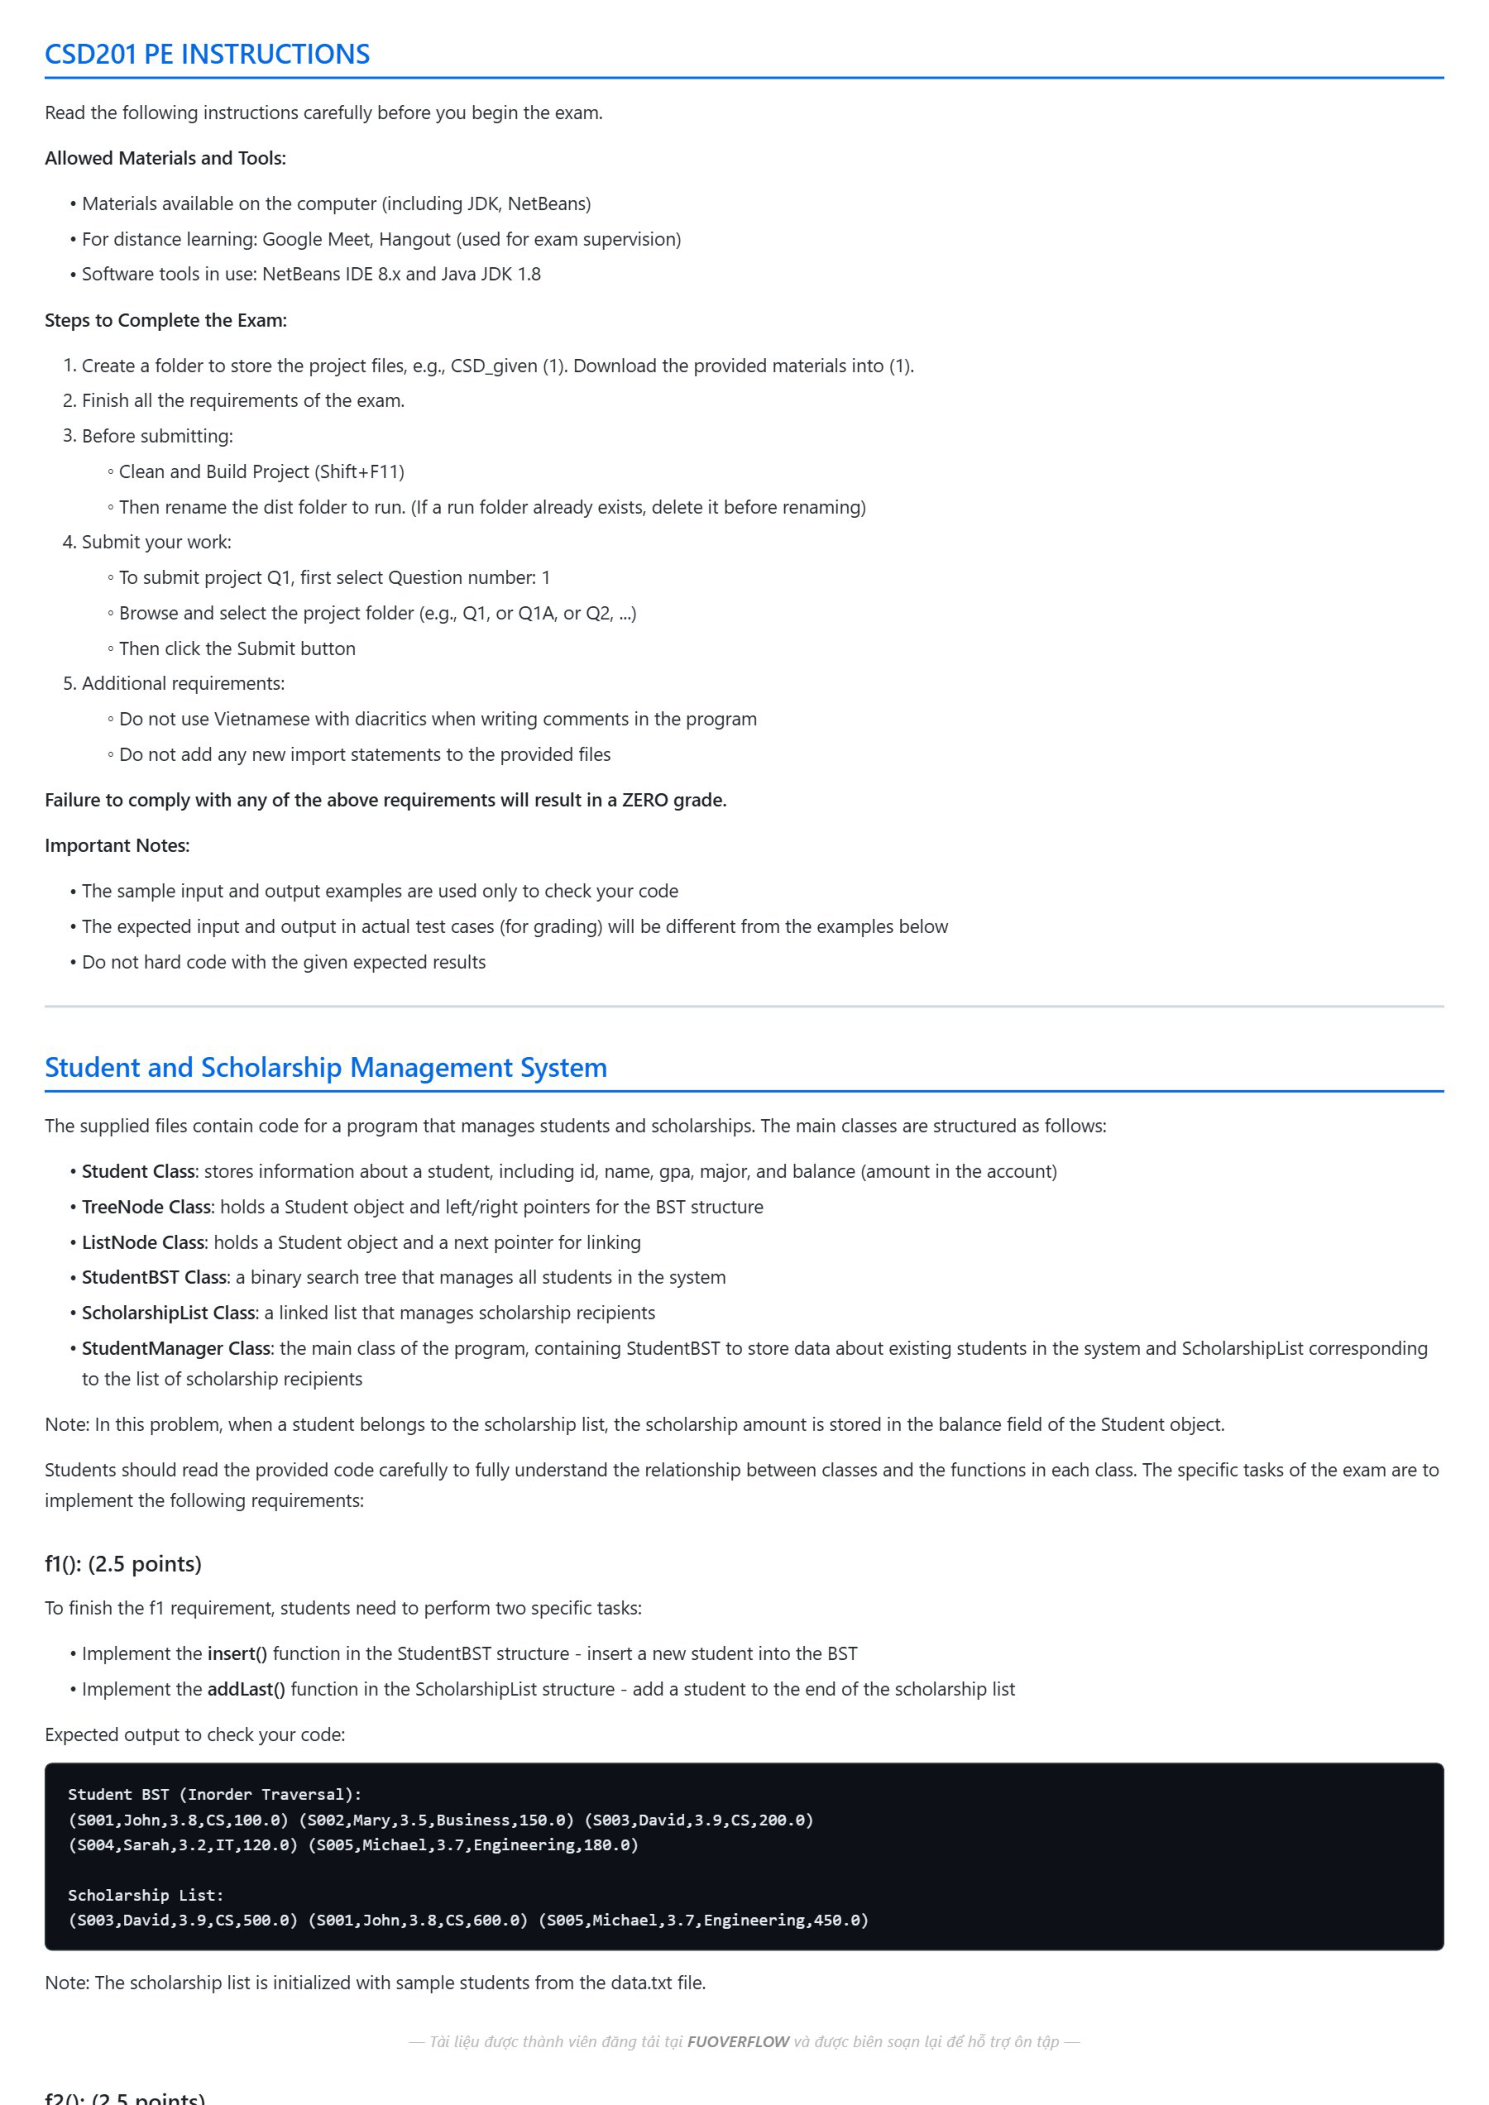 CSD201 PE INSTRUCTIONS
Read the following instructions carefully before you begin the exam.
Allowed Materials and Tools:
• Materials available on the computer (including JDK, NetBeans)
• For distance learning: Google Meet, Hangout (used for exam supervision)
• Software tools in use: NetBeans IDE 8.x and Java JDK 1.8
Steps to Complete the Exam:
1. Create a folder to store the project files, e.g., CSD_given (1). Download the provided materials into (1).
2. Finish all the requirements of the exam.
3. Before submitting:
◦ Clean and Build Project (Shift+F11)
◦ Then rename the dist folder to run. (If a run folder already exists, delete it before renaming)
4. Submit your work:
◦ To submit project Q1, first select Question number: 1
◦ Browse and select the project folder (e.g., Q1, or Q1A, or Q2, ...)
◦ Then click the Submit button
5. Additional requirements:
◦ Do not use Vietnamese with diacritics when writing comments in the program
◦ Do not add any new import statements to the provided files
Failure to comply with any of the above requirements will result in a ZERO grade.
Important Notes:
• The sample input and output examples are used only to check your code
• The expected input and output in actual test cases (for grading) will be different from the examples below
• Do not hard code with the given expected results
Student and Scholarship Management System
The supplied files contain code for a program that manages students and scholarships. The main classes are structured as follows:
• Student Class: stores information about a student, including id, name, gpa, major, and balance (amount in the account)
• TreeNode Class: holds a Student object and left/right pointers for the BST structure
• ListNode Class: holds a Student object and a next pointer for linking
• StudentBST Class: a binary search tree that manages all students in the system
• ScholarshipList Class: a linked list that manages scholarship recipients
• StudentManager Class: the main class of the program, containing StudentBST to store data about existing students in the system and ScholarshipList corresponding
to the list of scholarship recipients
Note: In this problem, when a student belongs to the scholarship list, the scholarship amount is stored in the balance field of the Student object.
Students should read the provided code carefully to fully understand the relationship between classes and the functions in each class. The specific tasks of the exam are to
implement the following requirements:
f1(): (2.5 points)
To finish the f1 requirement, students need to perform two specific tasks:
• Implement the insert() function in the StudentBST structure - insert a new student into the BST
• Implement the addLast() function in the ScholarshipList structure - add a student to the end of the scholarship list
Expected output to check your code:
Student BST (Inorder Traversal):
(S001,John,3.8,CS,100.0) (S002,Mary,3.5,Business,150.0) (S003,David,3.9,CS,200.0)
(S004,Sarah,3.2,IT,120.0) (S005,Michael,3.7,Engineering,180.0)
Scholarship List:
(S003,David,3.9,CS,500.0) (S001,John,3.8,CS,600.0) (S005,Michael,3.7,Engineering,450.0)
Note: The scholarship list is initialized with sample students from the data.txt file.
— Tài liệu được thành viên đăng tải tại FUOVERFLOW và được biên soạn lại để hỗ trợ ôn tập —
f2(): (2.5 points)